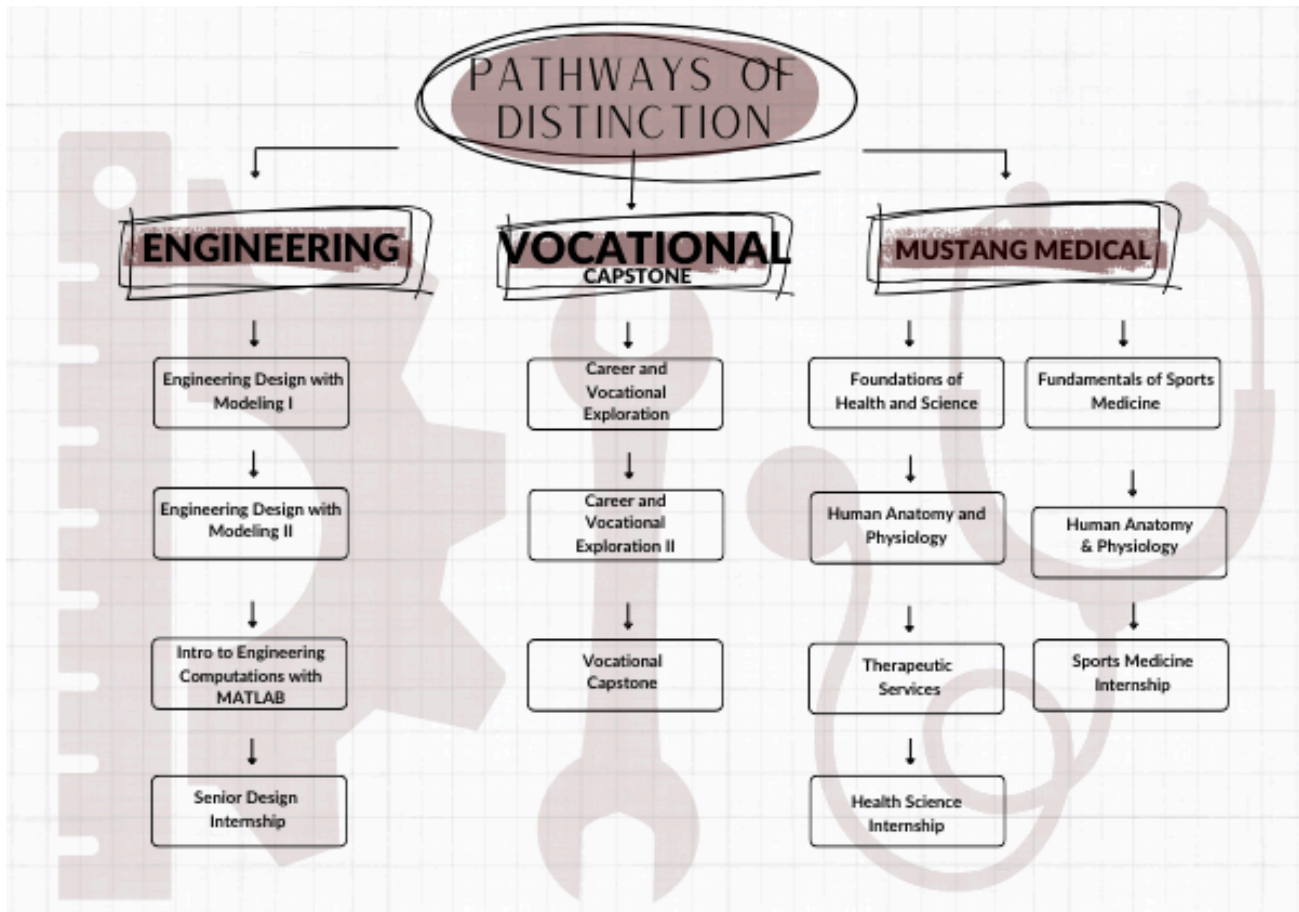 PATHWAYS OF
DISTINCTION
ENGINEERING
Engineering Design with
Modeling I
Engineering Design with
Modeling II
Intro to Engineering
Computations with
MATLAB
Senior Design
Internship
VOCATIONAL
CAPSTONE
Career and
Vocational
Exploration
Career and
Vocational
Exploration II
Vocational
Capstone
MUSTANG MEDICAL
Foundations of
Health and Science
Human Anatomy and
Physiology
Therapeutic
Services
Health Science
Internship
Fundamentals of Sports
Medicine
Human Anatomy
& Physiology
Sports Medicine
Internship